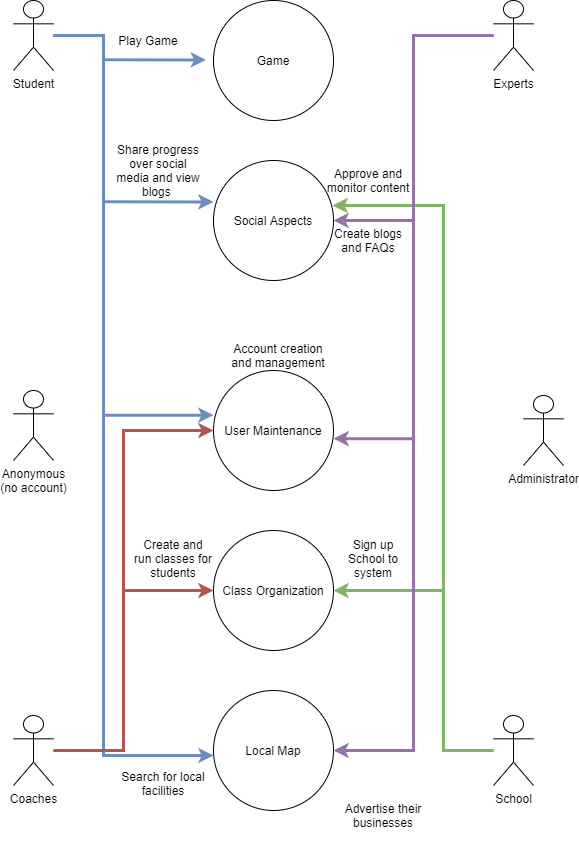 Play Game
Game
Student
Experts
Share progress
over social
media and view
blogs
Approve and
monitor content
Social Aspects
Create blogs
and FAQs
Account creation
and management
User Maintenance
Anonymous
(no account)
Administrator
Create and
run classes for
students
Sign up
School to
system
Class Organization
Local Map
Search for local
facilities
Coaches
School
Advertise their
businesses